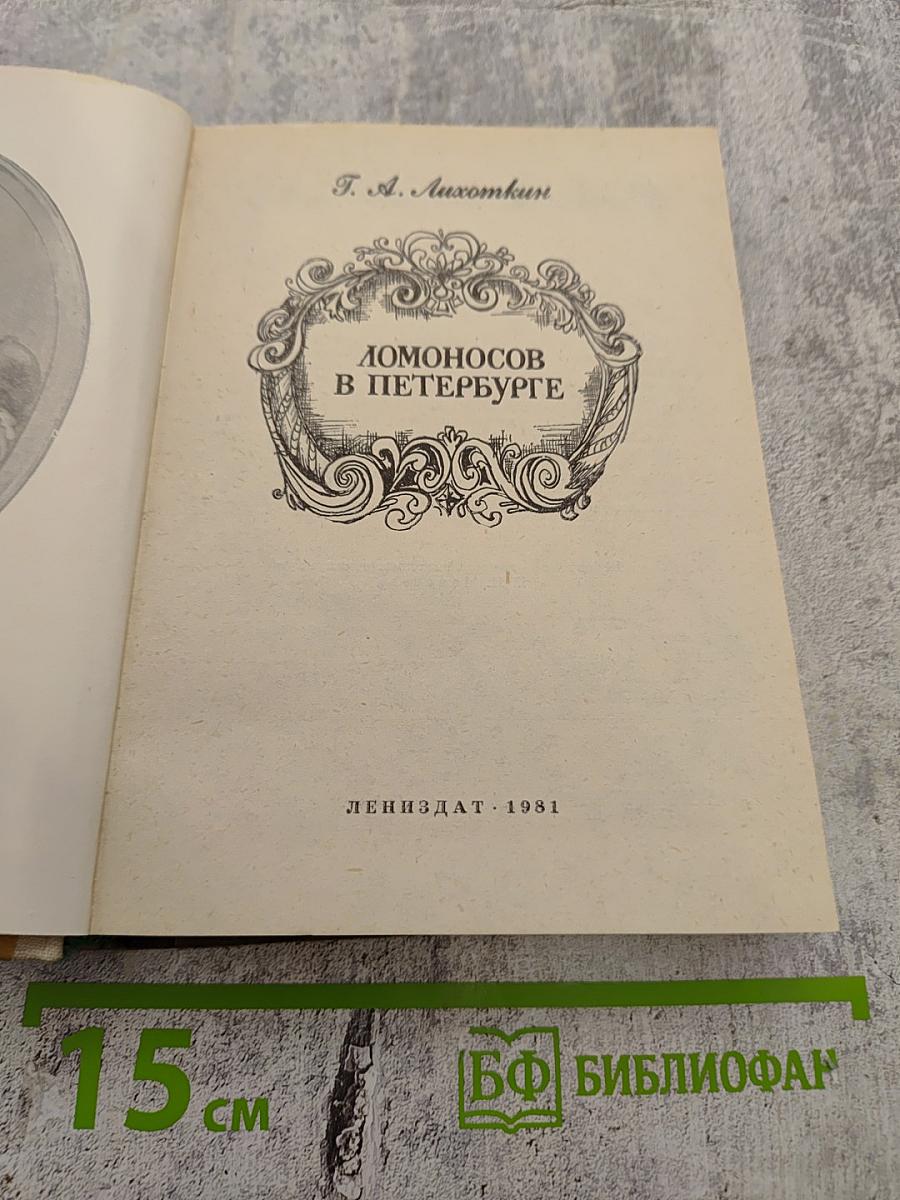 Г. А. Лихоткин
ЛОМОНОСОВ
В ПЕТЕРБУРГЕ
ЛЕНИЗДАТ · 1981
15 см
БФ БИБЛИОФАН